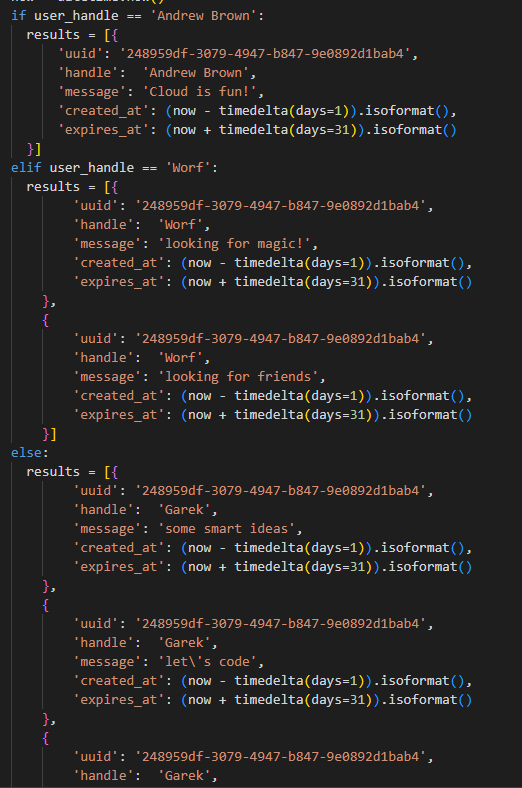 if user_handle == 'Andrew Brown':
results = [{
'uuid': '248959df-3079-4947-b847-9e0892d1bab4',
'handle':  'Andrew Brown',
'message': 'Cloud is fun!',
'created_at': (now - timedelta(days=1)).isoformat(),
'expires_at': (now + timedelta(days=31)).isoformat()
}]
elif user_handle == 'Worf':
results = [{
'uuid': '248959df-3079-4947-b847-9e0892d1bab4',
'handle':  'Worf',
'message': 'looking for magic!',
'created_at': (now - timedelta(days=1)).isoformat(),
'expires_at': (now + timedelta(days=31)).isoformat()
},
{
'uuid': '248959df-3079-4947-b847-9e0892d1bab4',
'handle':  'Worf',
'message': 'looking for friends',
'created_at': (now - timedelta(days=1)).isoformat(),
'expires_at': (now + timedelta(days=31)).isoformat()
}]
else:
results = [{
'uuid': '248959df-3079-4947-b847-9e0892d1bab4',
'handle':  'Garek',
'message': 'some smart ideas',
'created_at': (now - timedelta(days=1)).isoformat(),
'expires_at': (now + timedelta(days=31)).isoformat()
},
{
'uuid': '248959df-3079-4947-b847-9e0892d1bab4',
'handle':  'Garek',
'message': 'let\'s code',
'created_at': (now - timedelta(days=1)).isoformat(),
'expires_at': (now + timedelta(days=31)).isoformat()
},
{
'uuid': '248959df-3079-4947-b847-9e0892d1bab4',
'handle':  'Garek',